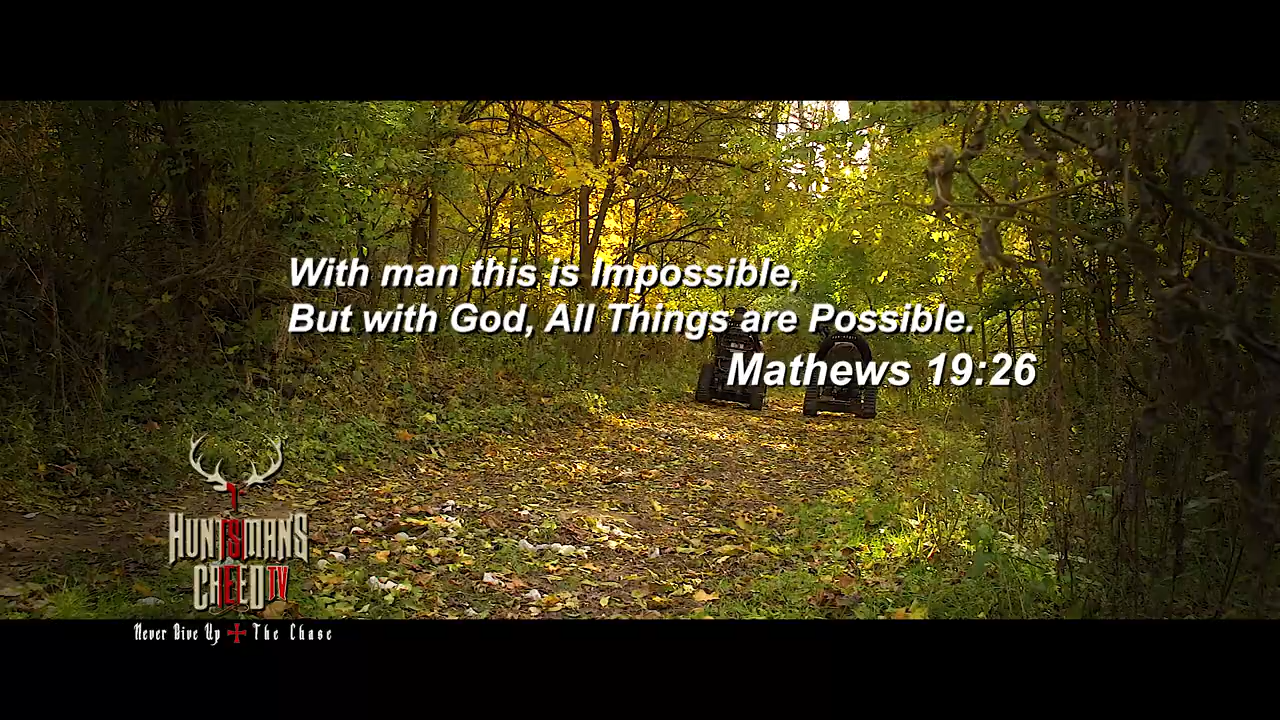 With man this is Impossible,
But with God, All Things are Possible.
Mathews 19:26
HUNTSMANS
CREED TV
Never Give Up The Chase